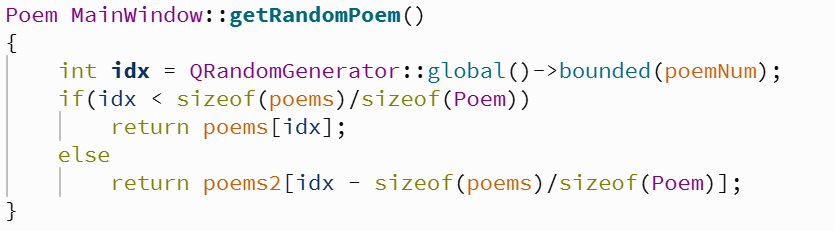 Poem MainWindow::getRandomPoem()
{
    int idx = QRandomGenerator::global()->bounded(poemNum);
    if(idx < sizeof(poems)/sizeof(Poem))
        return poems[idx];
    else
        return poems2[idx - sizeof(poems)/sizeof(Poem)];
}